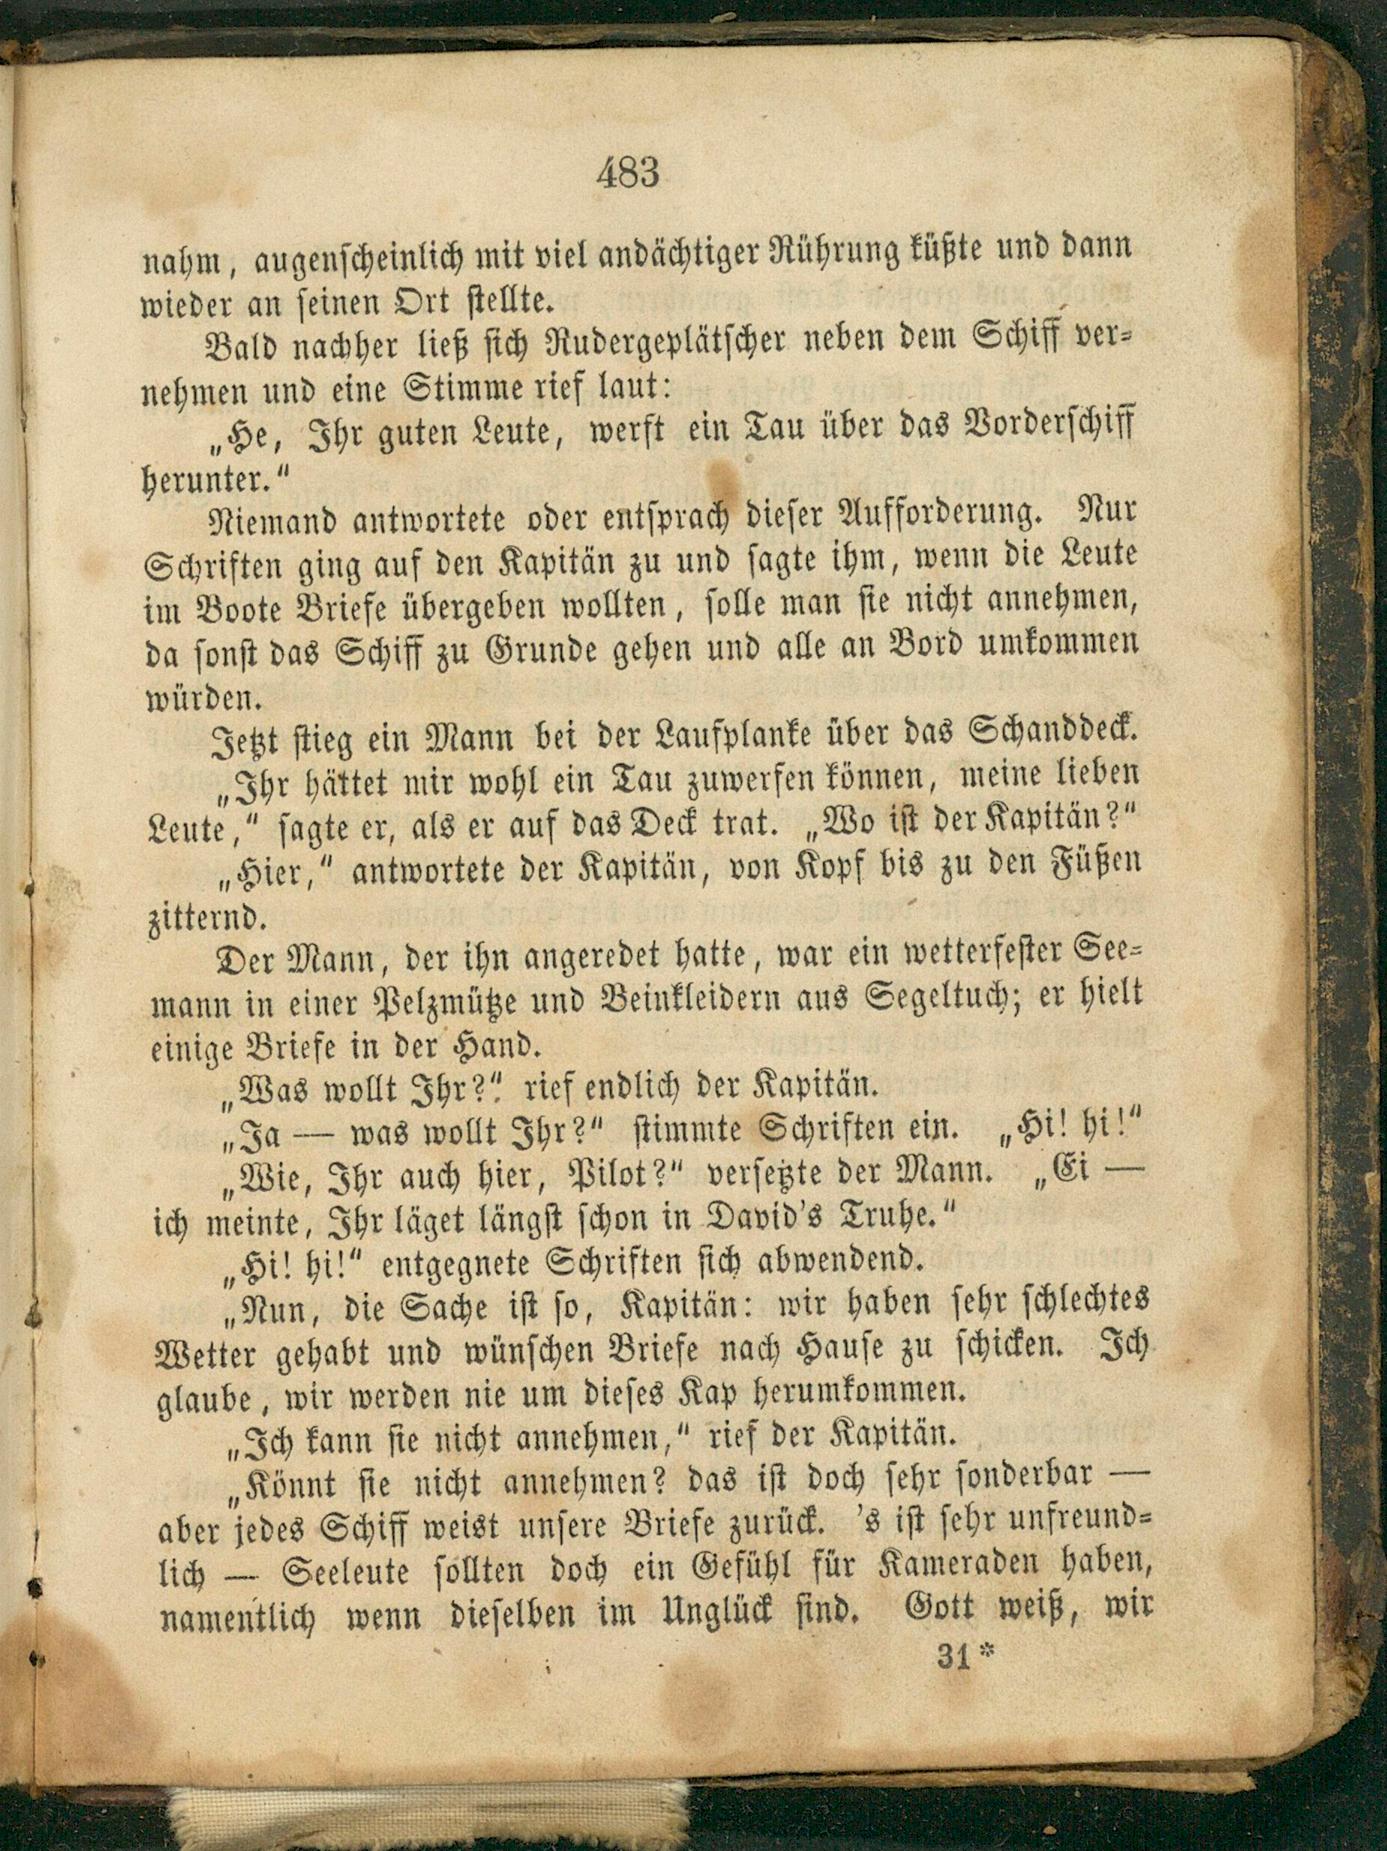 483
nahm, augenscheinlich mit viel andächtiger Rührung küßte und dann
wieder an seinen Ort stellte.
Bald nachher ließ sich Rudergeplätscher neben dem Schiff ver-
nehmen und eine Stimme rief laut:
„He, Ihr guten Leute, werft ein Tau über das Vorderschiff
herunter.“
Niemand antwortete oder entsprach dieser Aufforderung. Nur
Schriften ging auf den Kapitän zu und sagte ihm, wenn die Leute
im Boote Briefe übergeben wollten, solle man sie nicht annehmen,
da sonst das Schiff zu Grunde gehen und alle an Bord umkommen
würden.
Jetzt stieg ein Mann bei der Laufplanke über das Schanddeck.
„Ihr hättet mir wohl ein Tau zuwerfen können, meine lieben
Leute,“ sagte er, als er auf das Deck trat. „Wo ist der Kapitän?“
„Hier,“ antwortete der Kapitän, von Kopf bis zu den Füßen
zitternd.
Der Mann, der ihn angeredet hatte, war ein wetterfester See-
mann in einer Pelzmütze und Beinkleidern aus Segeltuch; er hielt
einige Briefe in der Hand.
„Was wollt Ihr?“ rief endlich der Kapitän.
„Ja — was wollt Ihr?“ stimmte Schriften ein. „Hi! hi!“
„Wie, Ihr auch hier, Pilot?“ versetzte der Mann. „Ei —
ich meinte, Ihr läget längst schon in David's Truhe.“
„Hi! hi!“ entgegnete Schriften sich abwendend.
„Nun, die Sache ist so, Kapitän: wir haben sehr schlechtes
Wetter gehabt und wünschen Briefe nach Hause zu schicken. Ich
glaube, wir werden nie um dieses Kap herumkommen.
„Ich kann sie nicht annehmen,“ rief der Kapitän.
„Könnt sie nicht annehmen? das ist doch sehr sonderbar —
aber jedes Schiff weist unsere Briefe zurück. 's ist sehr unfreund-
lich — Seeleute sollten doch ein Gefühl für Kameraden haben,
namentlich wenn dieselben im Unglück sind. Gott weiß, wir
31*